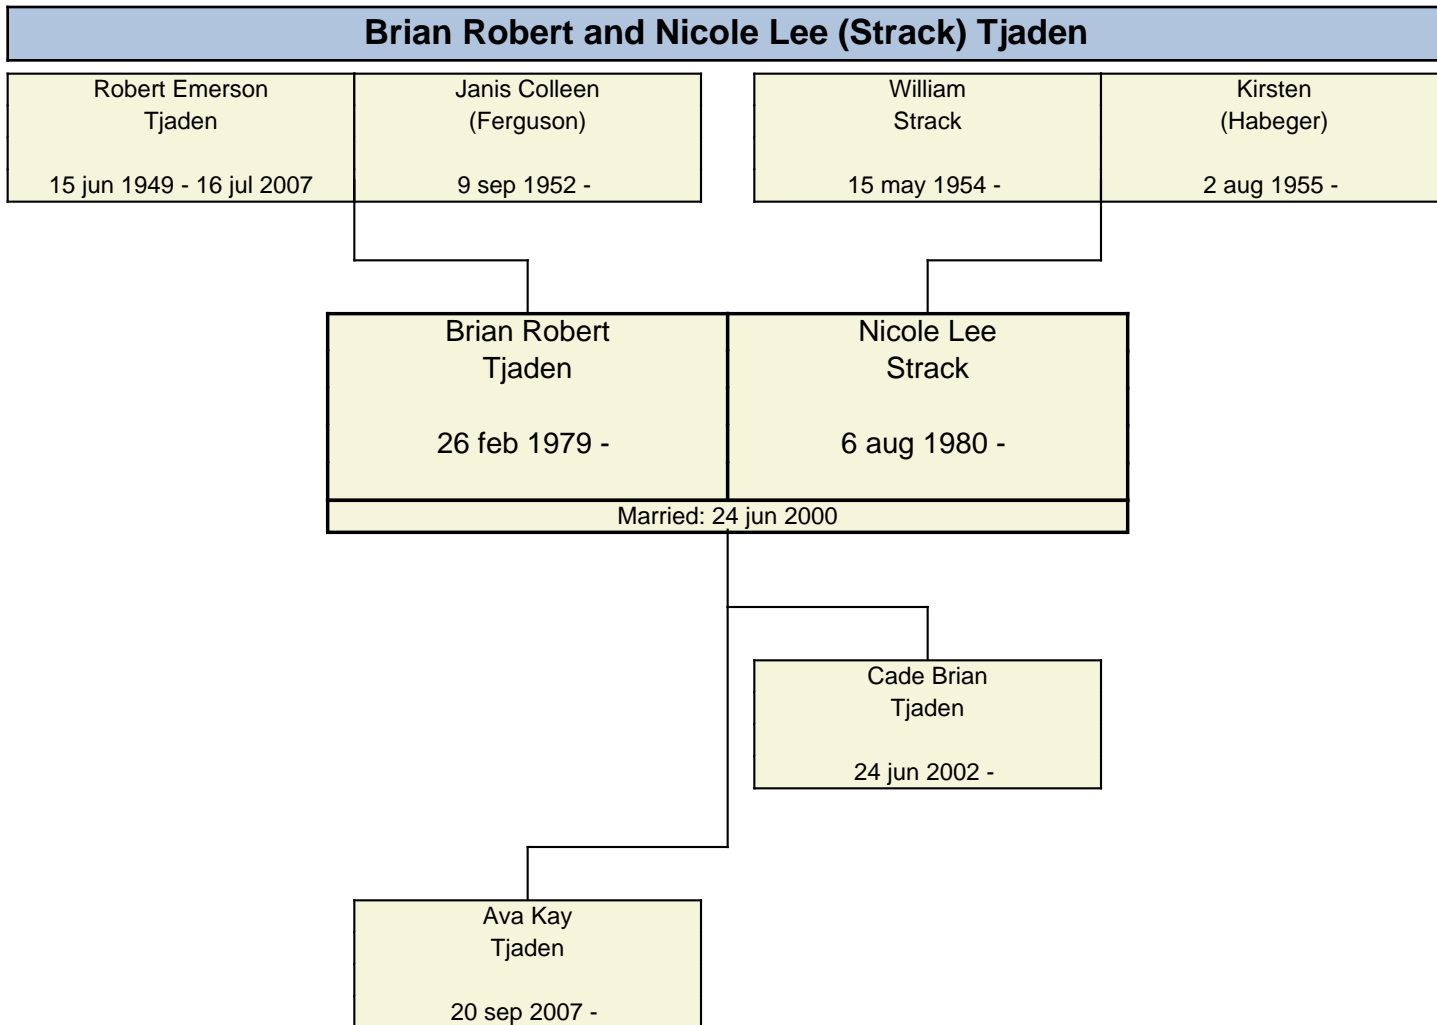 Brian Robert and Nicole Lee (Strack) Tjaden
Robert Emerson
Tjaden
15 jun 1949 - 16 jul 2007
Janis Colleen
(Ferguson)
9 sep 1952 -
William
Strack
15 may 1954 -
Kirsten
(Habeger)
2 aug 1955 -
Brian Robert
Tjaden
26 feb 1979 -
Nicole Lee
Strack
6 aug 1980 -
Married: 24 jun 2000
Cade Brian
Tjaden
24 jun 2002 -
Ava Kay
Tjaden
20 sep 2007 -